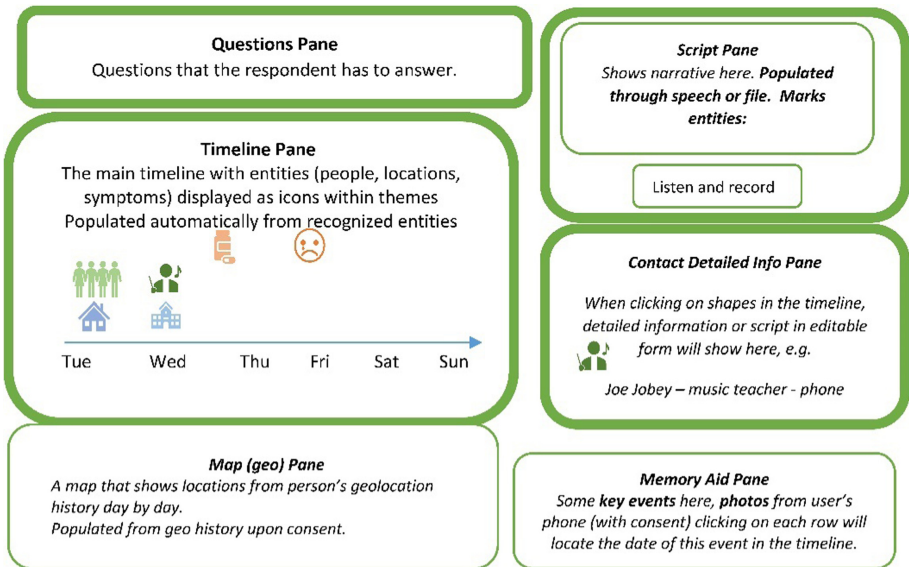 Questions Pane
Questions that the respondent has to answer.
Timeline Pane
The main timeline with entities (people, locations,
symptoms) displayed as icons within themes
Populated automatically from recognized entities
Tue Wed Thu Fri Sat Sun
Map (geo) Pane
A map that shows locations from person's geolocation
history day by day.
Populated from geo history upon consent.
Script Pane
Shows narrative here. Populated
through speech or file. Marks
entities:
Listen and record
Contact Detailed Info Pane
When clicking on shapes in the timeline,
detailed information or script in editable
form will show here, e.g.
Joe Jobey – music teacher - phone
Memory Aid Pane
Some key events here, photos from user's
phone (with consent) clicking on each row will
locate the date of this event in the timeline.